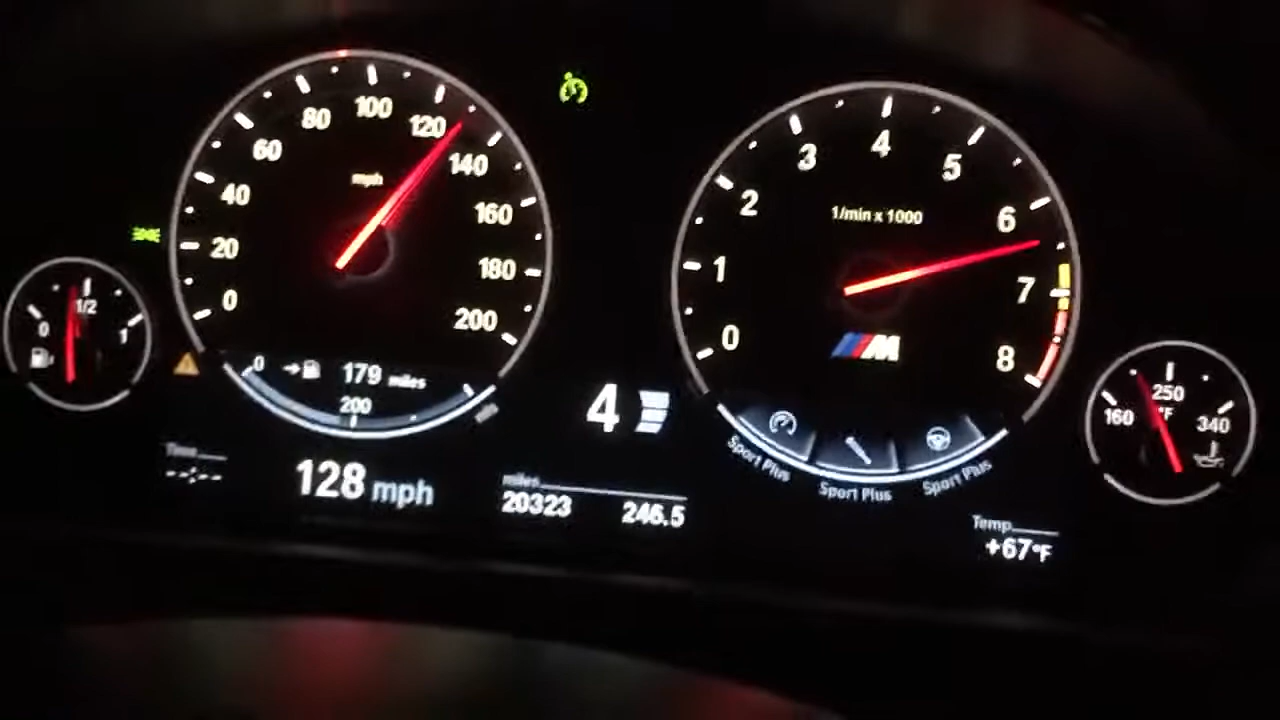 0
20
40
60
80
100
120
140
160
180
200
mph
0
1/2
1
0
179 miles
200
128 mph
4
miles
20323 246.5
0
1
2
3
4
5
6
7
8
1/min x 1000
M
Sport Plus
Sport Plus
Sport Plus
160
250
°F
340
Time
--:--
Temp
+67°F